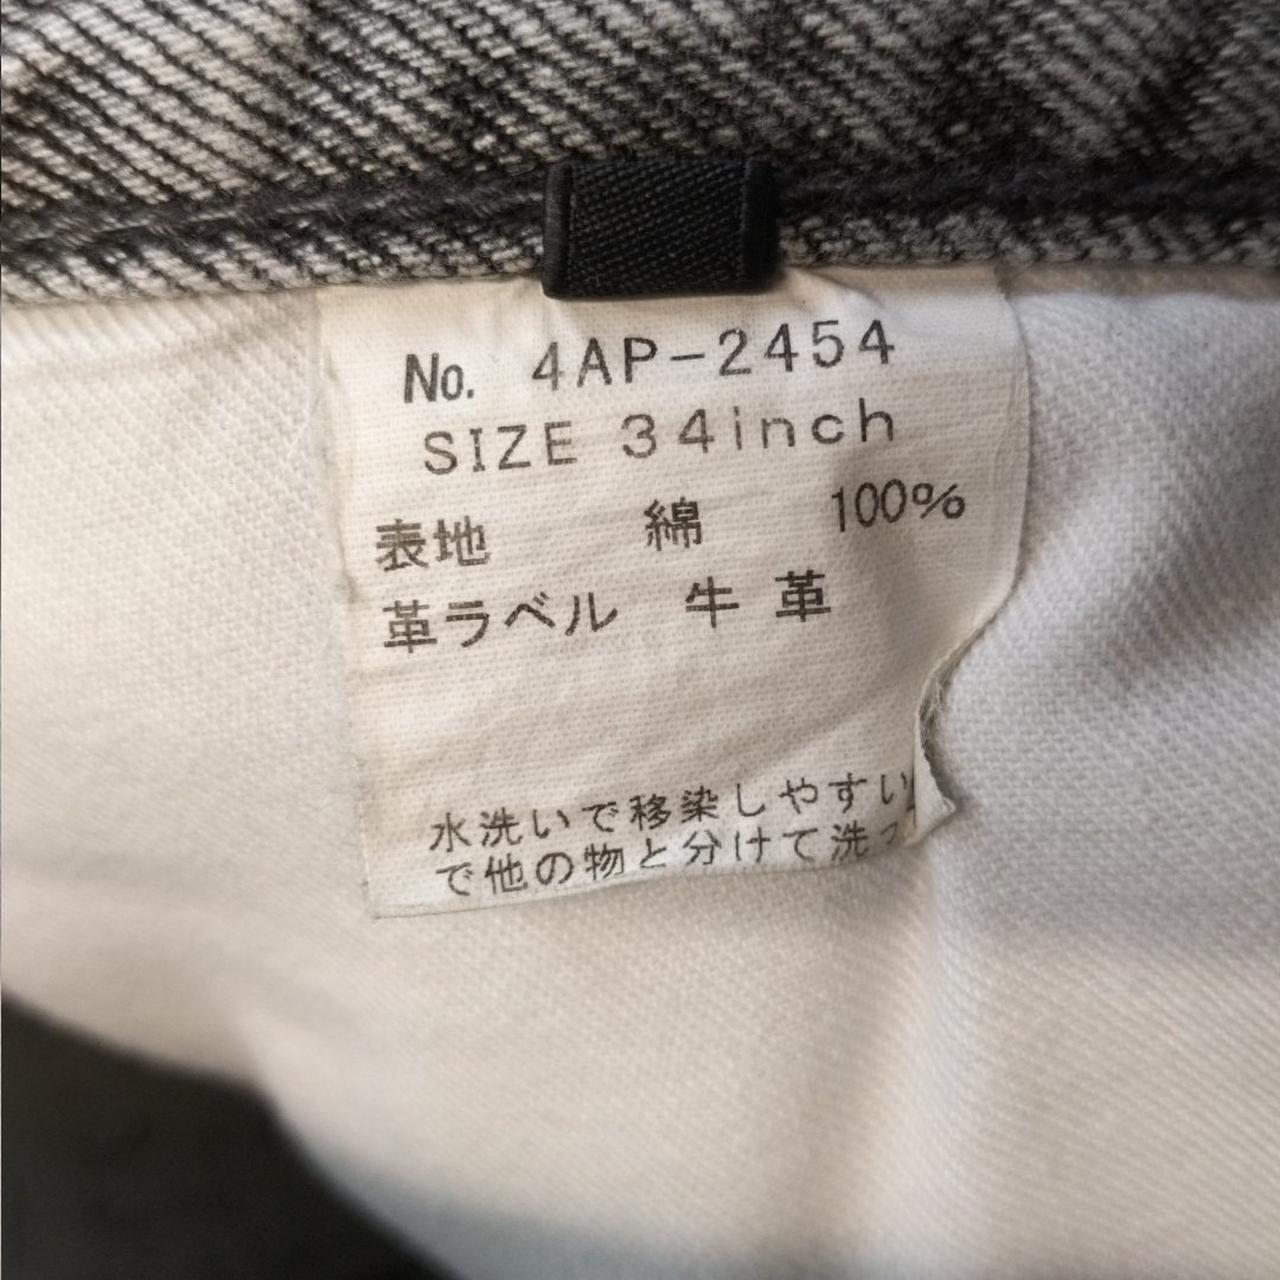 No. 4AP-2454
SIZE 34inch
表地 綿 100%
革ラベル 牛革
水洗いで移染しやすい
で他の物と分けて洗っ